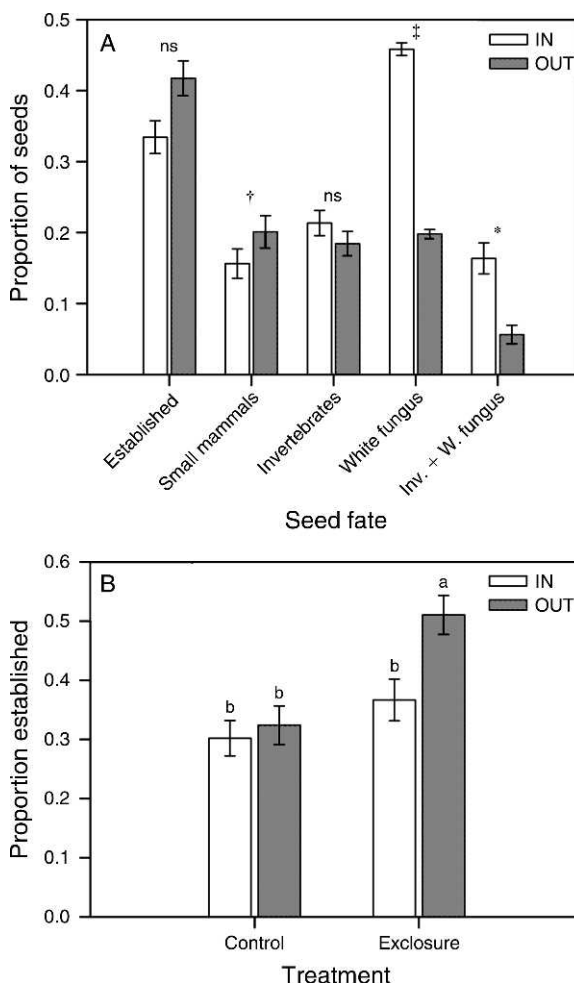 A
IN
OUT
0.5
0.4
0.3
0.2
0.1
0.0
Proportion of seeds
ns
†
ns
‡
*
Established
Small mammals
Invertebrates
White fungus
Inv. + W. fungus
Seed fate
B
IN
OUT
0.6
0.5
0.4
0.3
0.2
0.1
0.0
Proportion established
b
b
b
a
Control
Exclosure
Treatment